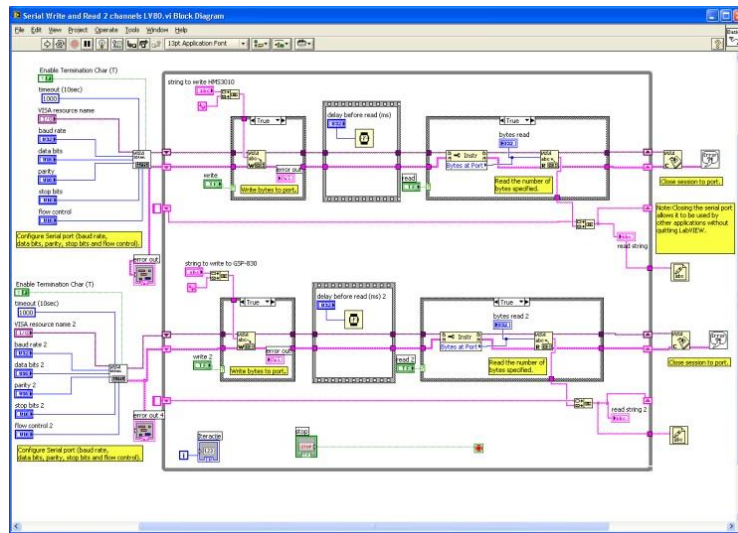 Serial Write and Read 2 channels LV80.vi Block Diagram
File Edit View Project Operate Tools Window Help
13pt Application Font
Enable Termination Char (T)
timeout (10sec)
1000
VISA resource name
baud rate
data bits
parity
stop bits
flow control
Configure Serial port (baud rate,
data bits, parity, stop bits and flow control).
error out
string to write HMS3010
True
write
error out
Write bytes to port.
delay before read (ms)
True
bytes read
Instr
Bytes at Port
read
Read the number of
bytes specified.
Close session to port.
Note:Closing the serial port
allows it to be used by
other applications without
quitting LabVIEW.
read string
Enable Termination Char (T)
timeout (10sec)
1000
VISA resource name 2
baud rate 2
data bits 2
parity 2
stop bits 2
flow control 2
Configure Serial port (baud rate,
data bits, parity, stop bits and flow control).
error out 4
string to write to GSP-830
True
write 2
error out
Write bytes to port.
delay before read (ms) 2
True
bytes read 2
Instr
Bytes at Port
read 2
Read the number of
bytes specified.
Close session to port.
read string 2
Iteractie
i
stop